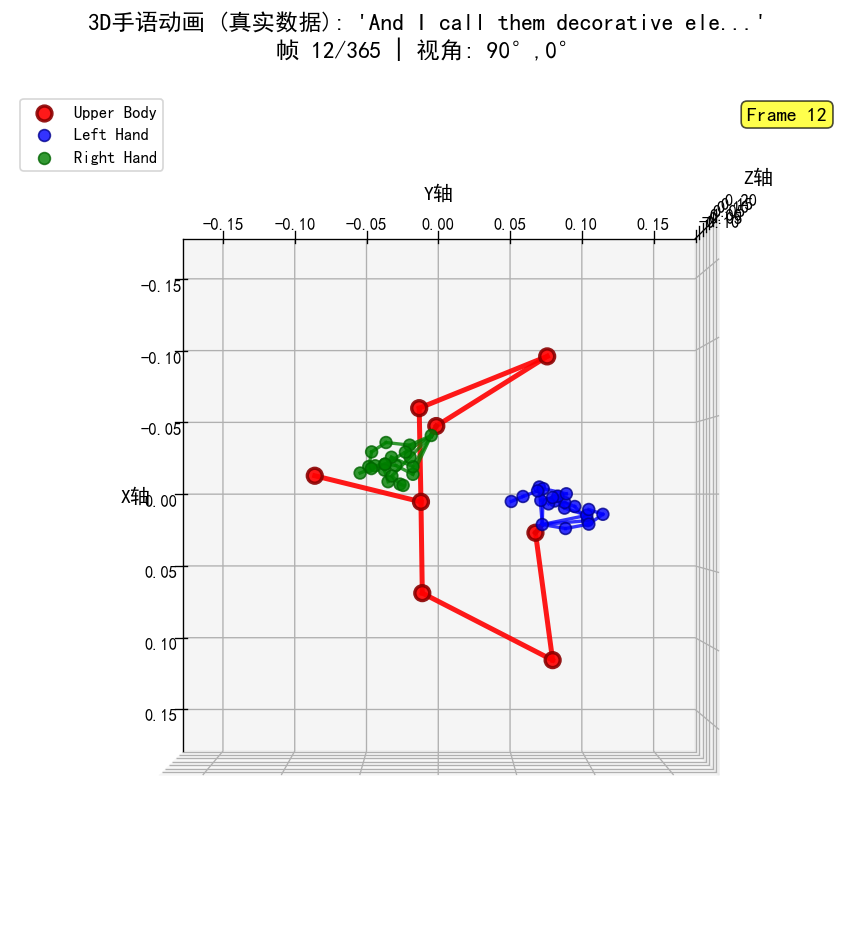 3D手语动画 (真实数据): 'And I call them decorative ele...'
帧 12/365 | 视角: 90°,0°
Upper Body
Left Hand
Right Hand
Frame 12
Z轴
Y轴
−0.15 −0.10 −0.05 0.00 0.05 0.10 0.15
−0.15
−0.10
−0.05
X轴
0.00
0.05
0.10
0.15